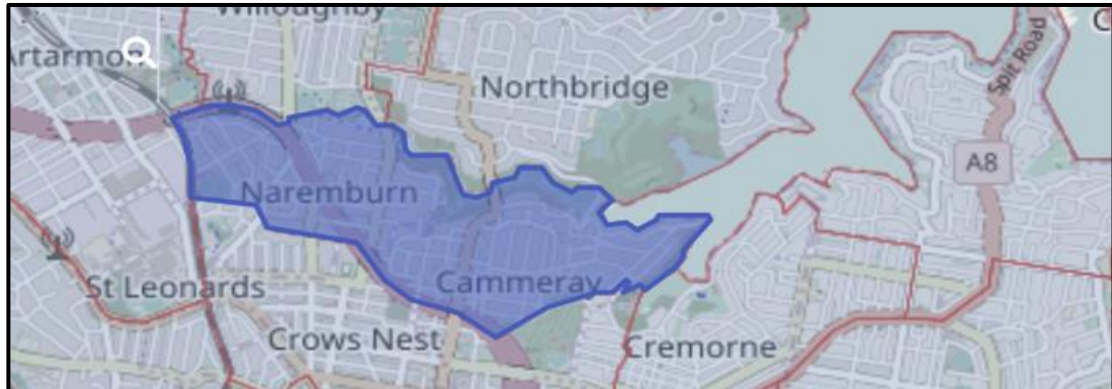 Willoughby
Artarmon
Northbridge
Spit Road
A8
Naremburn
Cammeray
St Leonards
Crows Nest
Cremorne